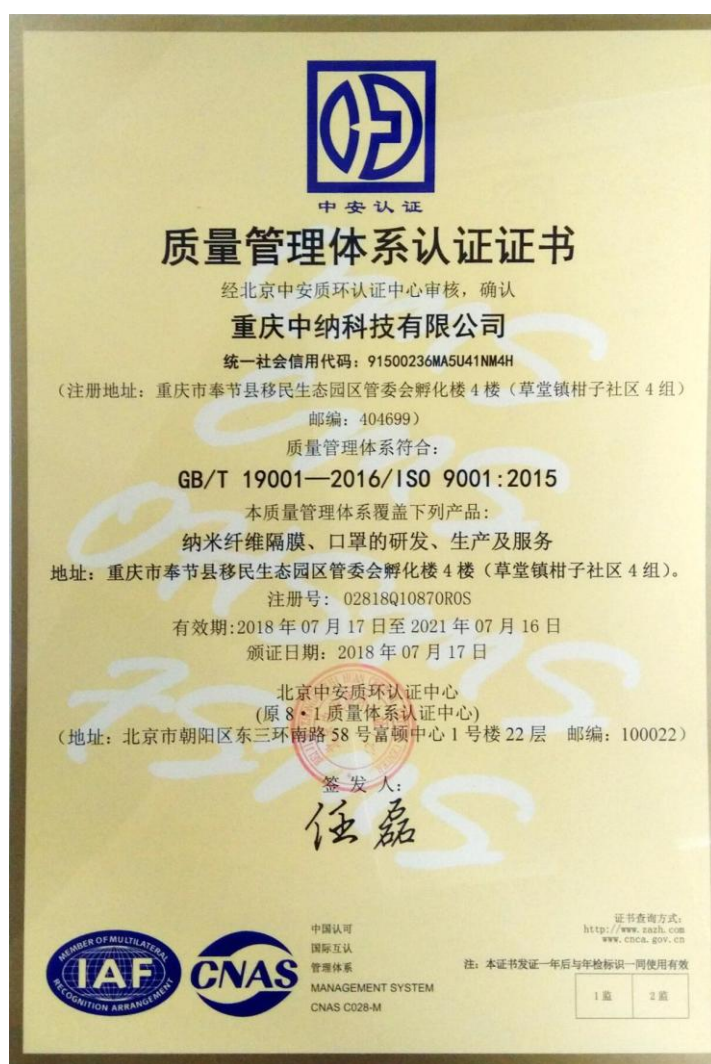 中安认证
质量管理体系认证证书
经北京中安质环认证中心审核，确认
重庆中纳科技有限公司
统一社会信用代码：91500236MA5U41NM4H
（注册地址：重庆市奉节县移民生态园区管委会孵化楼4楼（草堂镇柑子社区4组）
邮编：404699）
质量管理体系符合：
GB/T 19001—2016/ISO 9001:2015
本质量管理体系覆盖下列产品：
纳米纤维隔膜、口罩的研发、生产及服务
地址：重庆市奉节县移民生态园区管委会孵化楼4楼（草堂镇柑子社区4组）。
注册号：02818Q10870R0S
有效期:2018年07月17日至2021年07月16日
颁证日期：2018年07月17日
北京中安质环认证中心
(原8·1质量体系认证中心)
（地址：北京市朝阳区东三环南路58号富顿中心1号楼22层 邮编：100022）
签发人：
任磊
MEMBER OF MULTILATERAL
IAF
RECOGNITION ARRANGEMENT
CNAS
中国认可
国际互认
管理体系
MANAGEMENT SYSTEM
CNAS C028-M
证书查询方式：
http://www.zazh.com
www.cnca.gov.cn
注：本证书发证一年后与年检标识一同使用有效
1监 2监